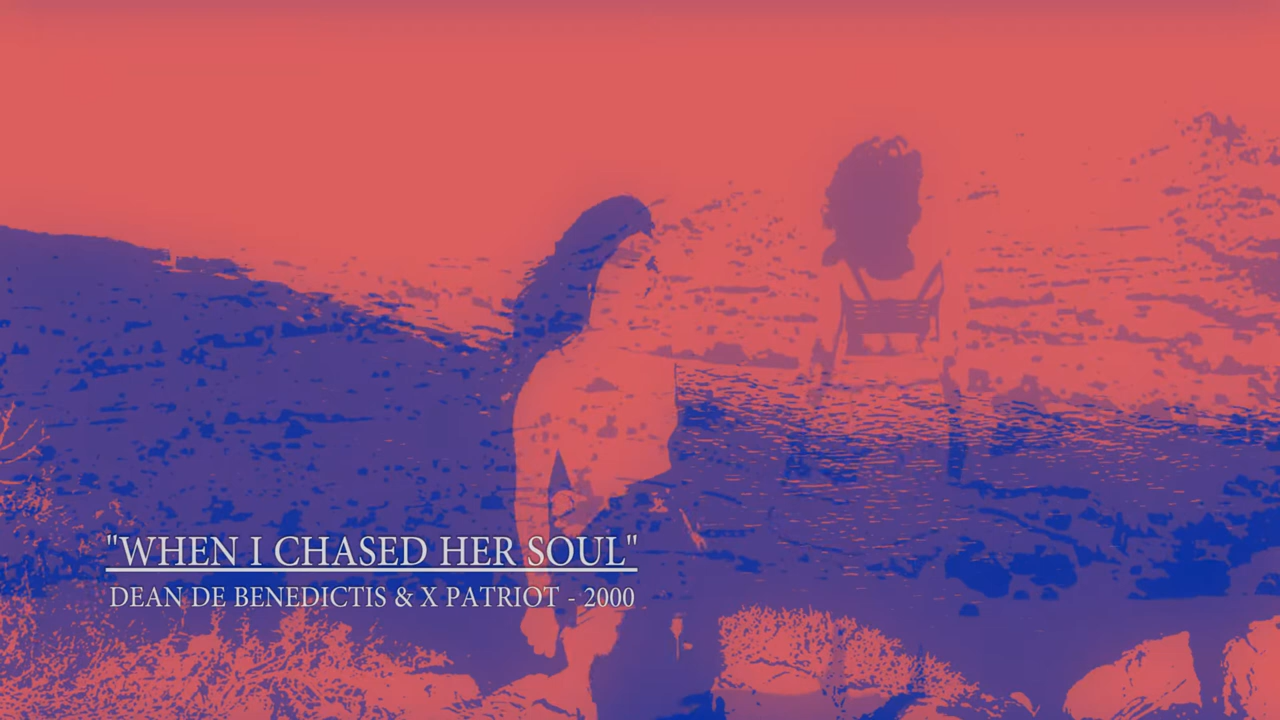 "WHEN I CHASED HER SOUL"
DEAN DE BENEDICTIS & X PATRIOT - 2000